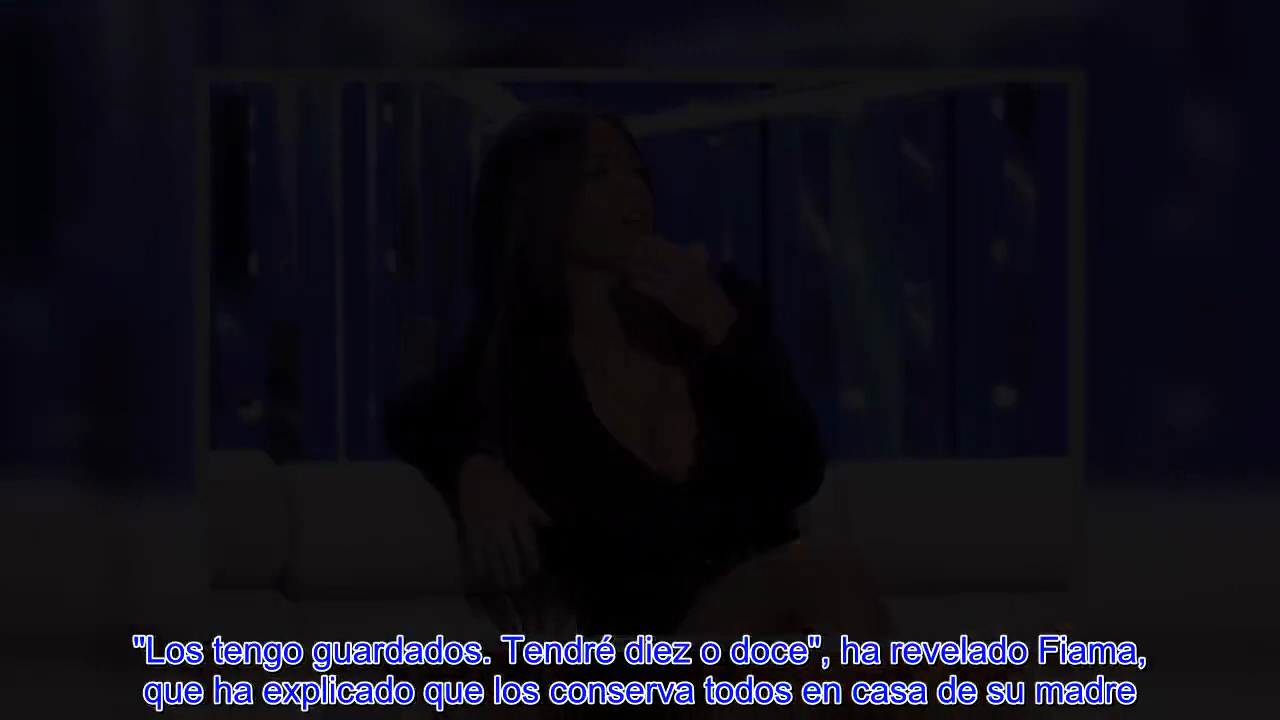 "Los tengo guardados. Tendré diez o doce", ha revelado Fiama,
que ha explicado que los conserva todos en casa de su madre